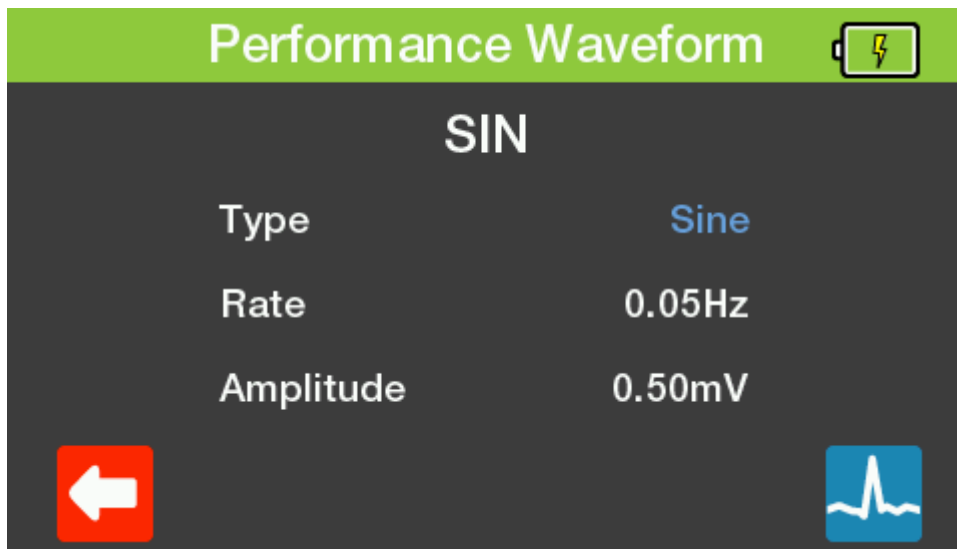 Performance Waveform
SIN
Type Sine
Rate 0.05Hz
Amplitude 0.50mV